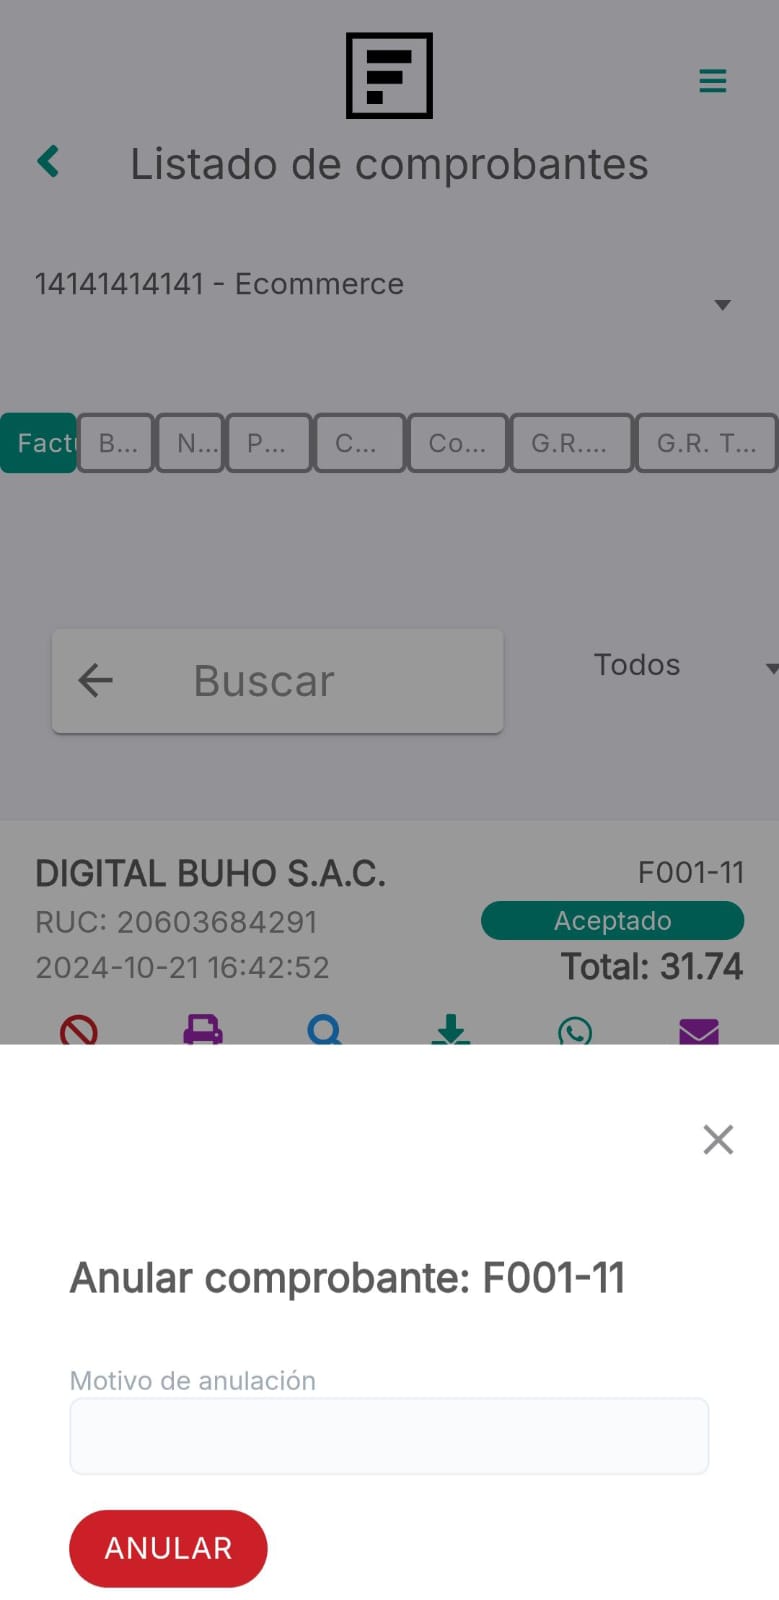 Listado de comprobantes
14141414141 - Ecommerce
Factu B... N... P... C... Co... G.R.... G.R. T...
Buscar
Todos
DIGITAL BUHO S.A.C.
F001-11
RUC: 20603684291
Aceptado
2024-10-21 16:42:52
Total: 31.74
Anular comprobante: F001-11
Motivo de anulación
ANULAR